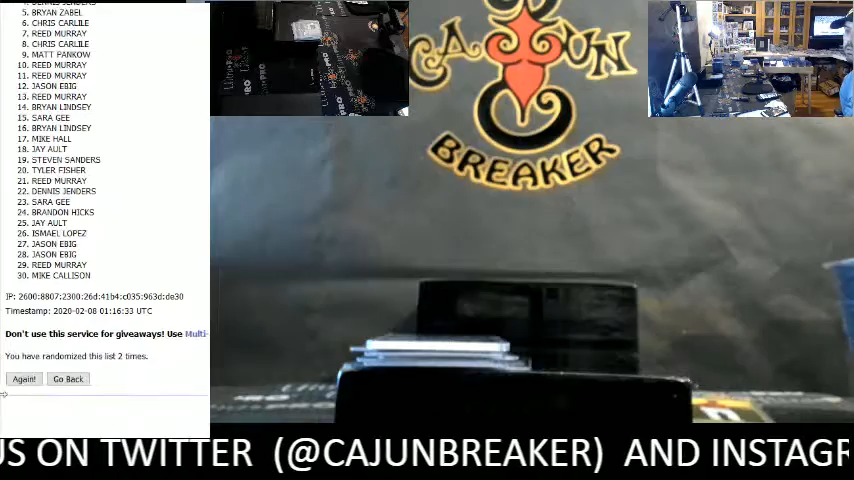 4. DENNIS JENDERS
5. BRYAN ZABEL
6. CHRIS CARLILE
7. REED MURRAY
8. CHRIS CARLILE
9. MATT PANKOW
10. REED MURRAY
11. REED MURRAY
12. JASON EBIG
13. REED MURRAY
14. BRYAN LINDSEY
15. SARA GEE
16. BRYAN LINDSEY
17. MIKE HALL
18. JAY AULT
19. STEVEN SANDERS
20. TYLER FISHER
21. REED MURRAY
22. DENNIS JENDERS
23. SARA GEE
24. BRANDON HICKS
25. JAY AULT
26. ISMAEL LOPEZ
27. JASON EBIG
28. JASON EBIG
29. REED MURRAY
30. MIKE CALLISON
IP: 2600:8807:2300:26d:41b4:c035:963d:de30
Timestamp: 2020-02-08 01:16:33 UTC
Don't use this service for giveaways! Use Multi-
You have randomized this list 2 times.
Again! Go Back
CAJUN
BREAKER
US ON TWITTER (@CAJUNBREAKER) AND INSTAGR